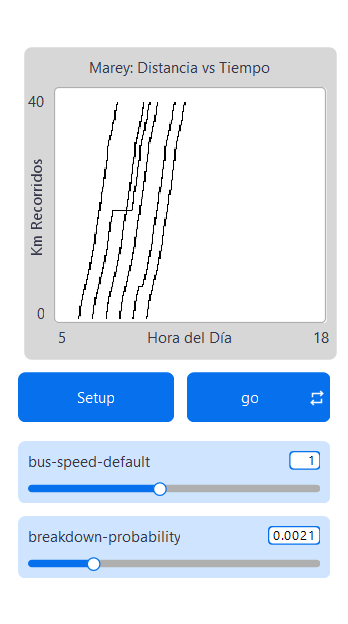 Marey: Distancia vs Tiempo
40
Km Recorridos
0
5
Hora del Día
18
Setup
go
bus-speed-default
1
breakdown-probability
0.0021